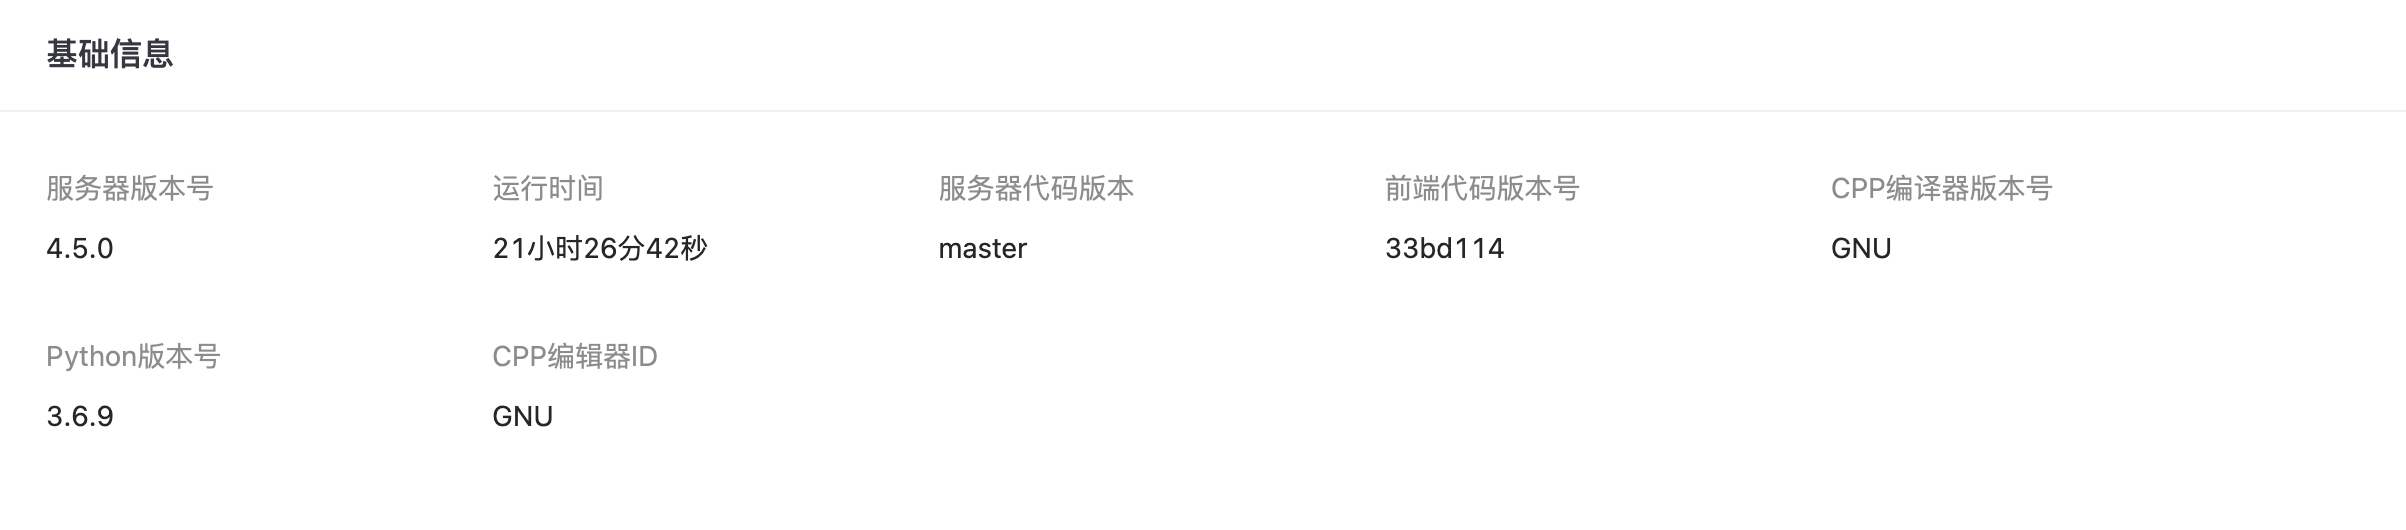 基础信息
服务器版本号 运行时间 服务器代码版本 前端代码版本号 CPP编译器版本号
4.5.0 21小时26分42秒 master 33bd114 GNU
Python版本号 CPP编辑器ID
3.6.9 GNU